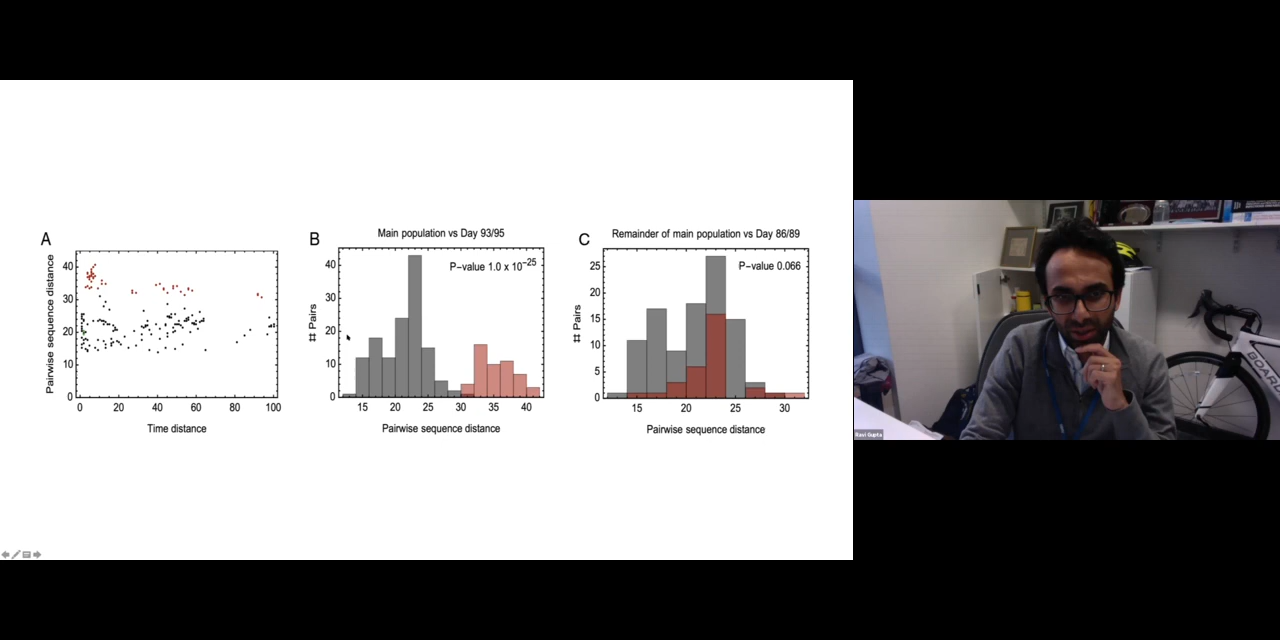 A
Pairwise sequence distance
40
30
20
10
0
0 20 40 60 80 100
Time distance
B
Main population vs Day 93/95
P-value 1.0 x 10⁻²⁵
# Pairs
40
30
20
10
0
15 20 25 30 35 40
Pairwise sequence distance
C
Remainder of main population vs Day 86/89
P-value 0.066
# Pairs
25
20
15
10
5
0
15 20 25 30
Pairwise sequence distance
BOARD
Ravi Gupta